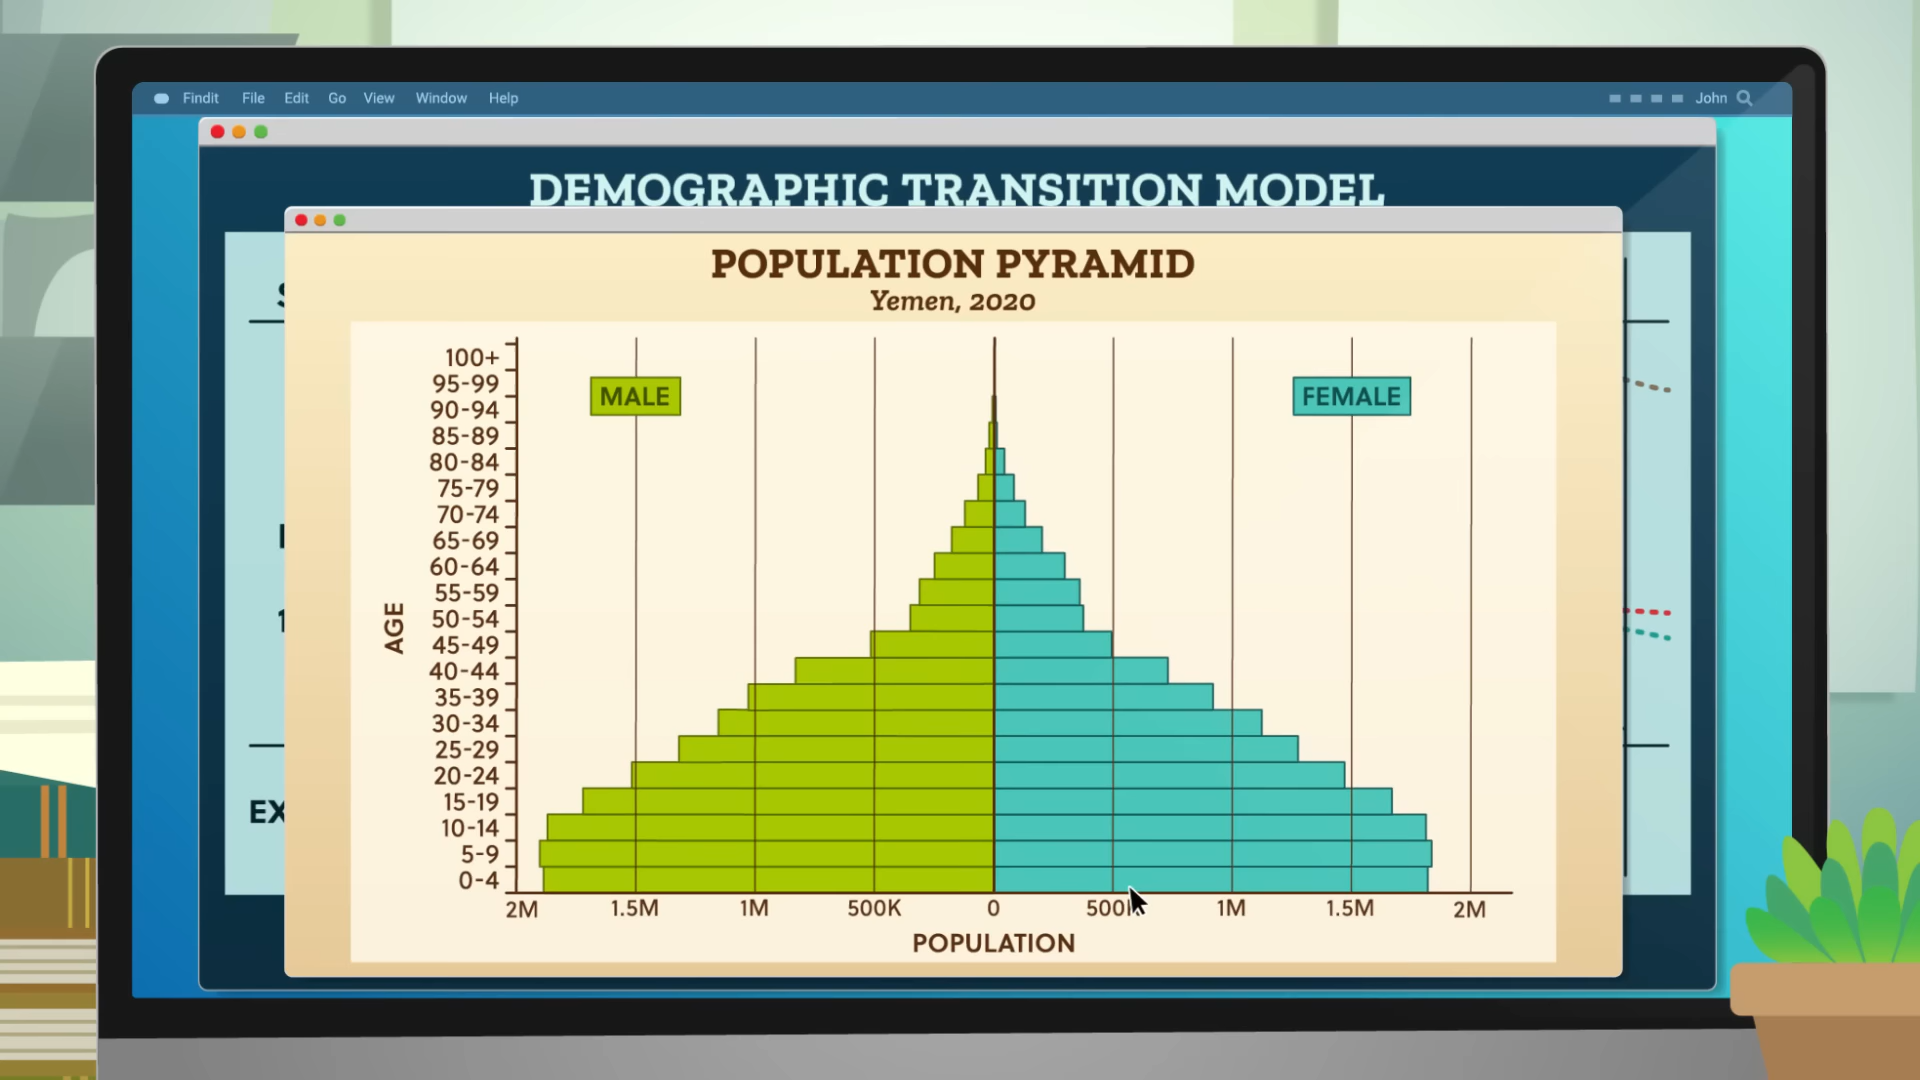 Findit File Edit Go View Window Help John
DEMOGRAPHIC TRANSITION MODEL
POPULATION PYRAMID
Yemen, 2020
MALE
FEMALE
AGE
100+
95-99
90-94
85-89
80-84
75-79
70-74
65-69
60-64
55-59
50-54
45-49
40-44
35-39
30-34
25-29
20-24
15-19
10-14
5-9
0-4
2M 1.5M 1M 500K 0 500K 1M 1.5M 2M
POPULATION
EX